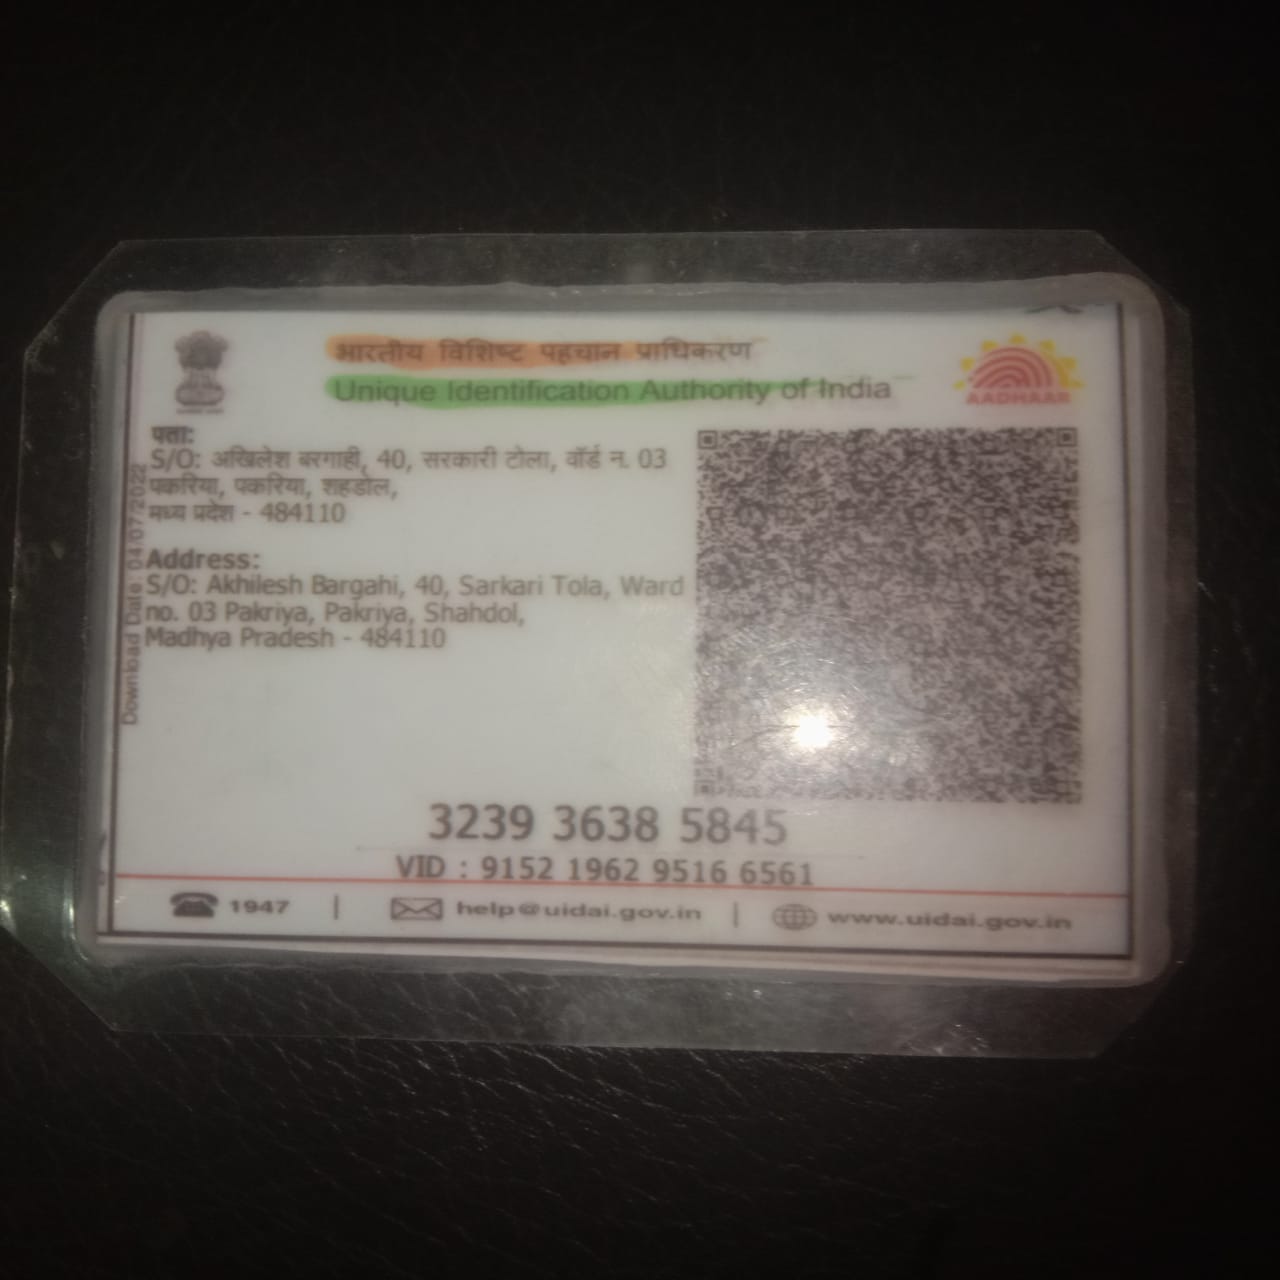 भारतीय विशिष्ट पहचान प्राधिकरण
Unique Identification Authority of India
AADHAAR
पता:
S/O: अखिलेश बरगाही, 40, सरकारी टोला, वॉर्ड न. 03
पकरिया, पकरिया, शहडोल,
मध्य प्रदेश - 484110
Address:
S/O: Akhilesh Bargahi, 40, Sarkari Tola, Ward
no. 03 Pakriya, Pakriya, Shahdol,
Madhya Pradesh - 484110
Download Date: 04/07/2022
3239 3638 5845
VID : 9152 1962 9516 6561
1947 | help@uidai.gov.in | www.uidai.gov.in